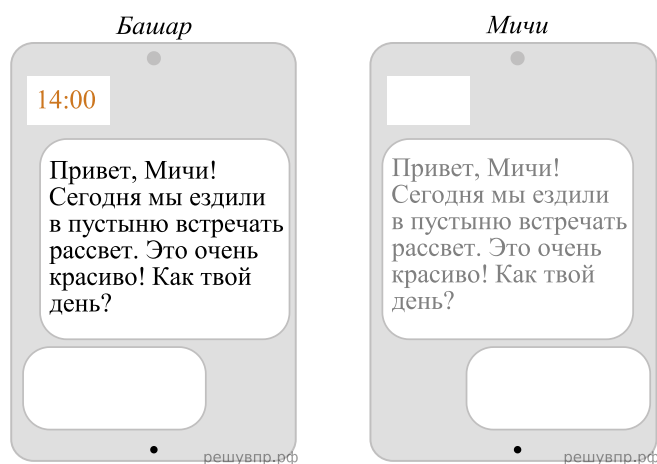 Башар
14:00
Привет, Мичи!
Сегодня мы ездили
в пустыню встречать
рассвет. Это очень
красиво! Как твой
день?
решувпр.рф
Мичи
Привет, Мичи!
Сегодня мы ездили
в пустыню встречать
рассвет. Это очень
красиво! Как твой
день?
решувпр.рф